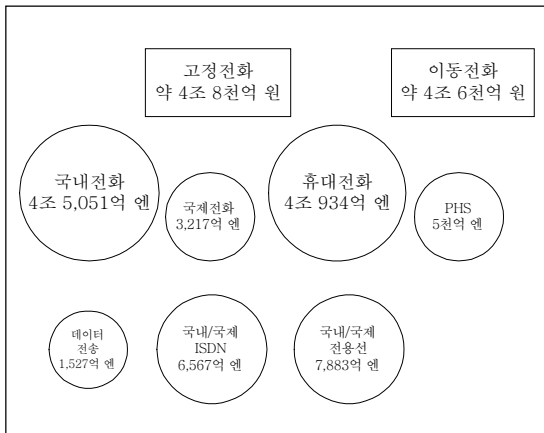 고정전화
약 4조 8천억 원
이동전화
약 4조 6천억 원
국내전화
4조 5,051억 엔
국제전화
3,217억 엔
휴대전화
4조 934억 엔
PHS
5천억 엔
데이터
전송
1,527억 엔
국내/국제
ISDN
6,567억 엔
국내/국제
전용선
7,883억 엔